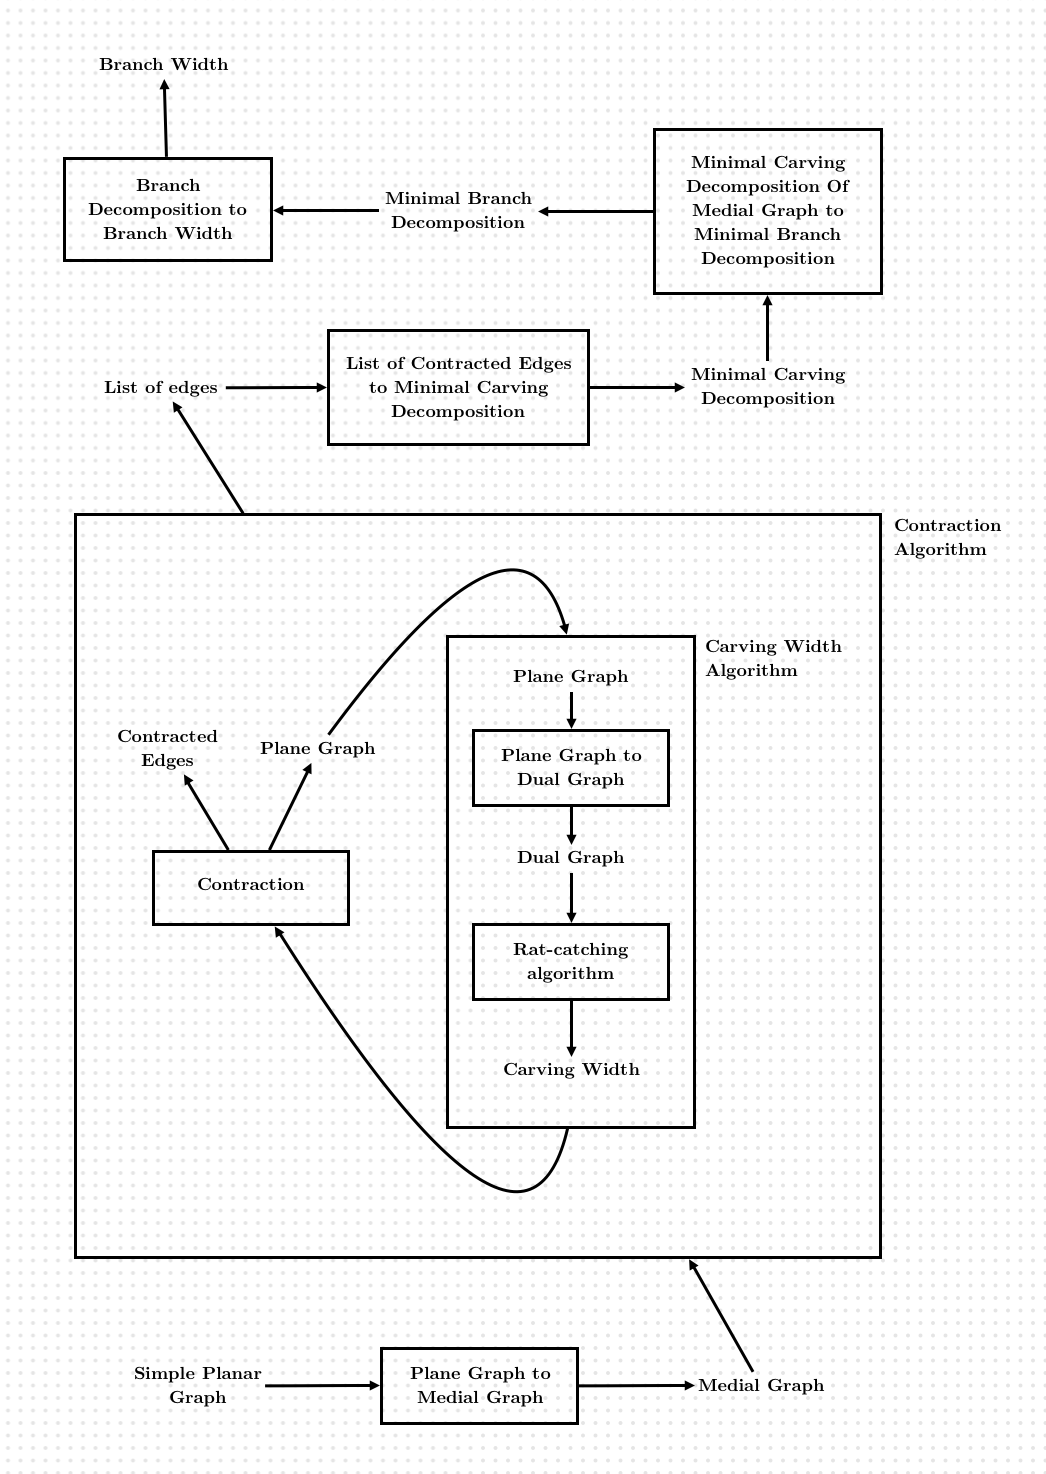 Branch Width
Branch
Decomposition to
Branch Width
Minimal Branch
Decomposition
Minimal Carving
Decomposition Of
Medial Graph to
Minimal Branch
Decomposition
List of edges
List of Contracted Edges
to Minimal Carving
Decomposition
Minimal Carving
Decomposition
Contraction
Algorithm
Carving Width
Algorithm
Plane Graph
Contracted
Edges
Plane Graph
Plane Graph to
Dual Graph
Dual Graph
Contraction
Rat-catching
algorithm
Carving Width
Simple Planar
Graph
Plane Graph to
Medial Graph
Medial Graph